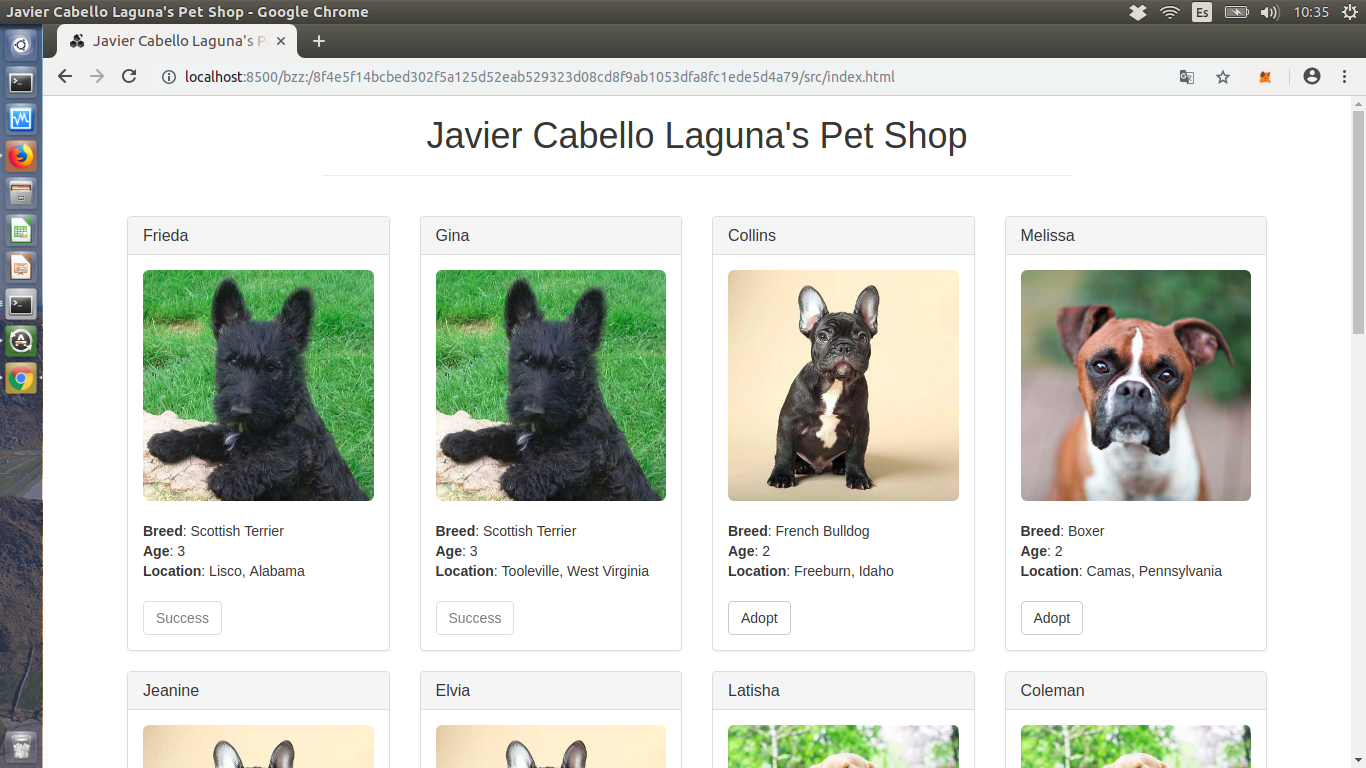 Javier Cabello Laguna's Pet Shop - Google Chrome
Es
10:35
Javier Cabello Laguna's P
localhost:8500/bzz:/8f4e5f14bcbed302f5a125d52eab529323d08cd8f9ab1053dfa8fc1ede5d4a79/src/index.html
Javier Cabello Laguna's Pet Shop
Frieda
Breed: Scottish Terrier
Age: 3
Location: Lisco, Alabama
Success
Gina
Breed: Scottish Terrier
Age: 3
Location: Tooleville, West Virginia
Success
Collins
Breed: French Bulldog
Age: 2
Location: Freeburn, Idaho
Adopt
Melissa
Breed: Boxer
Age: 2
Location: Camas, Pennsylvania
Adopt
Jeanine
Elvia
Latisha
Coleman